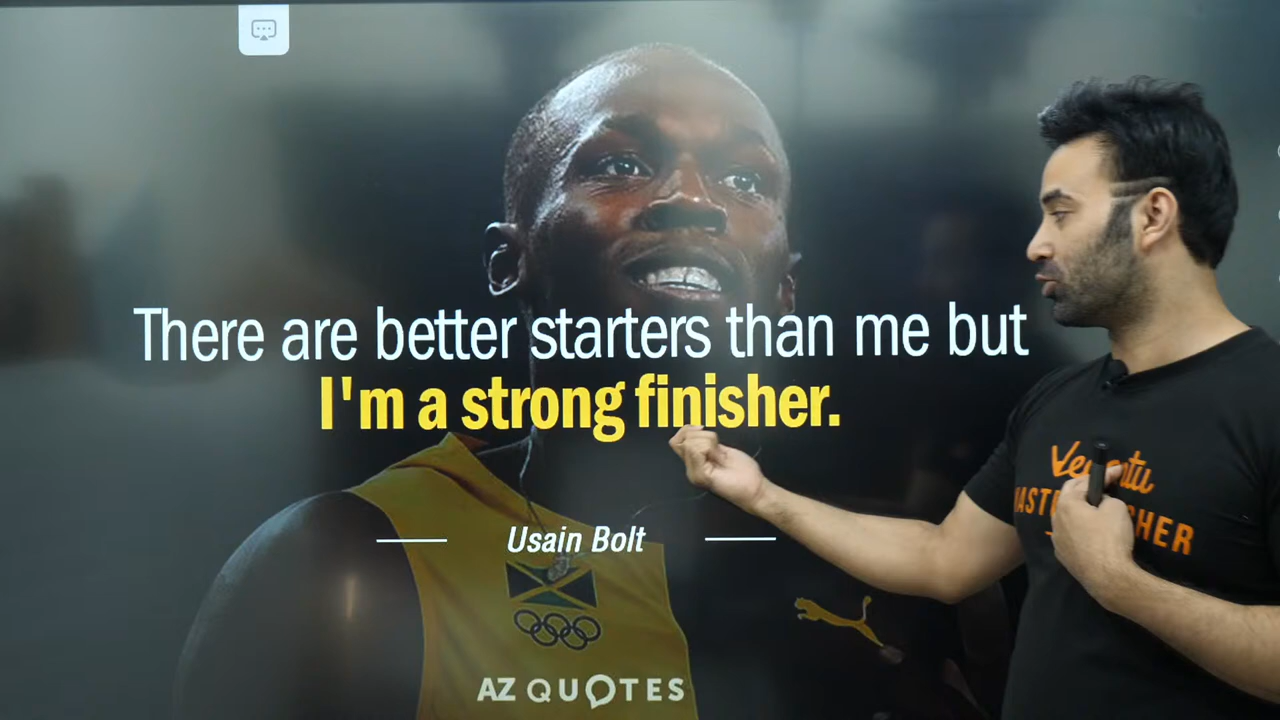 There are better starters than me but
I'm a strong finisher.
Usain Bolt
AZ QUOTES